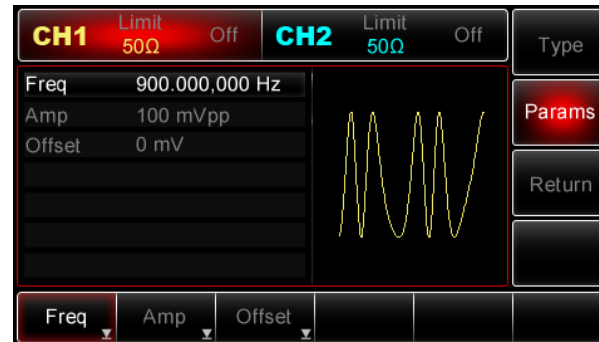 CH1 Limit 50Ω Off CH2 Limit 50Ω Off
Type
Freq 900.000,000 Hz
Amp 100 mVpp
Offset 0 mV
Params
Return
Freq Amp Offset